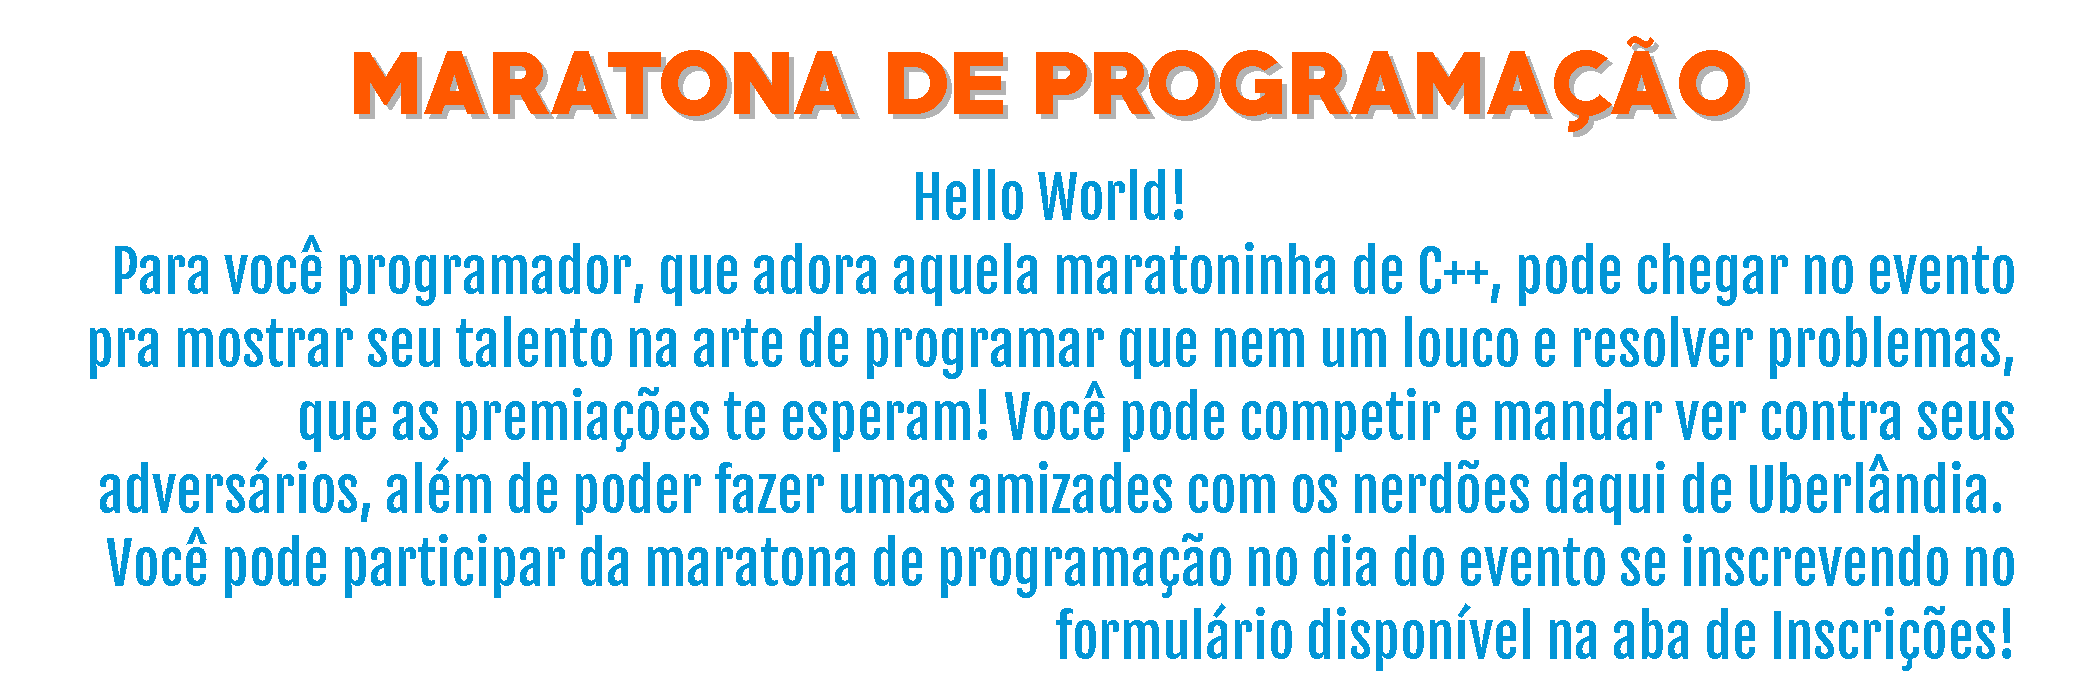 MARATONA DE PROGRAMAÇÃO
Hello World!
Para você programador, que adora aquela maratoninha de C++, pode chegar no evento
pra mostrar seu talento na arte de programar que nem um louco e resolver problemas,
que as premiações te esperam! Você pode competir e mandar ver contra seus
adversários, além de poder fazer umas amizades com os nerdões daqui de Uberlândia.
Você pode participar da maratona de programação no dia do evento se inscrevendo no
formulário disponível na aba de Inscrições!